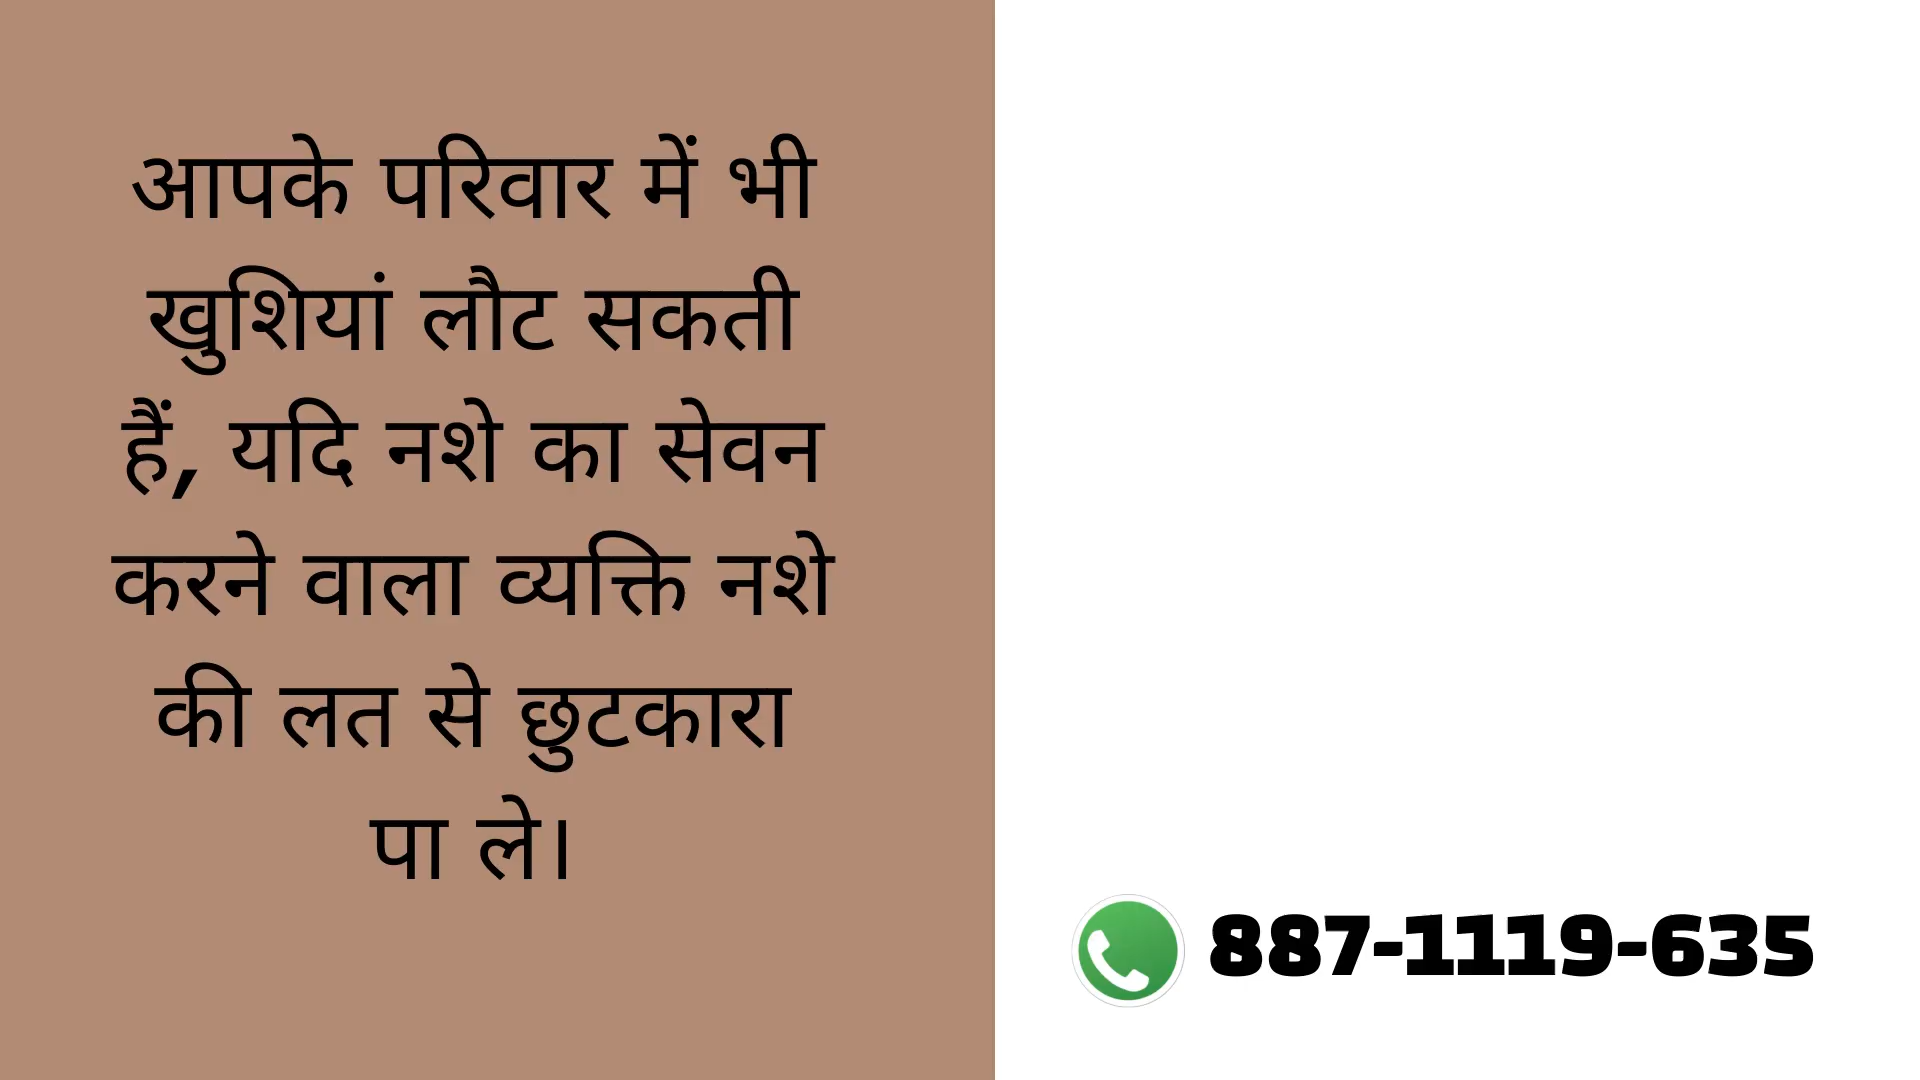 आपके परिवार में भी
खुशियां लौट सकती
हैं, यदि नशे का सेवन
करने वाला व्यक्ति नशे
की लत से छुटकारा
पा ले।
887-1119-635